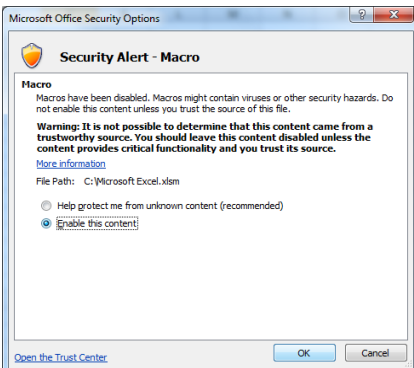 Microsoft Office Security Options
Security Alert - Macro
Macro
Macros have been disabled. Macros might contain viruses or other security hazards. Do
not enable this content unless you trust the source of this file.
Warning: It is not possible to determine that this content came from a
trustworthy source. You should leave this content disabled unless the
content provides critical functionality and you trust its source.
More information
File Path: C:\Microsoft Excel.xlsm
Help protect me from unknown content (recommended)
Enable this content
Open the Trust Center
OK
Cancel